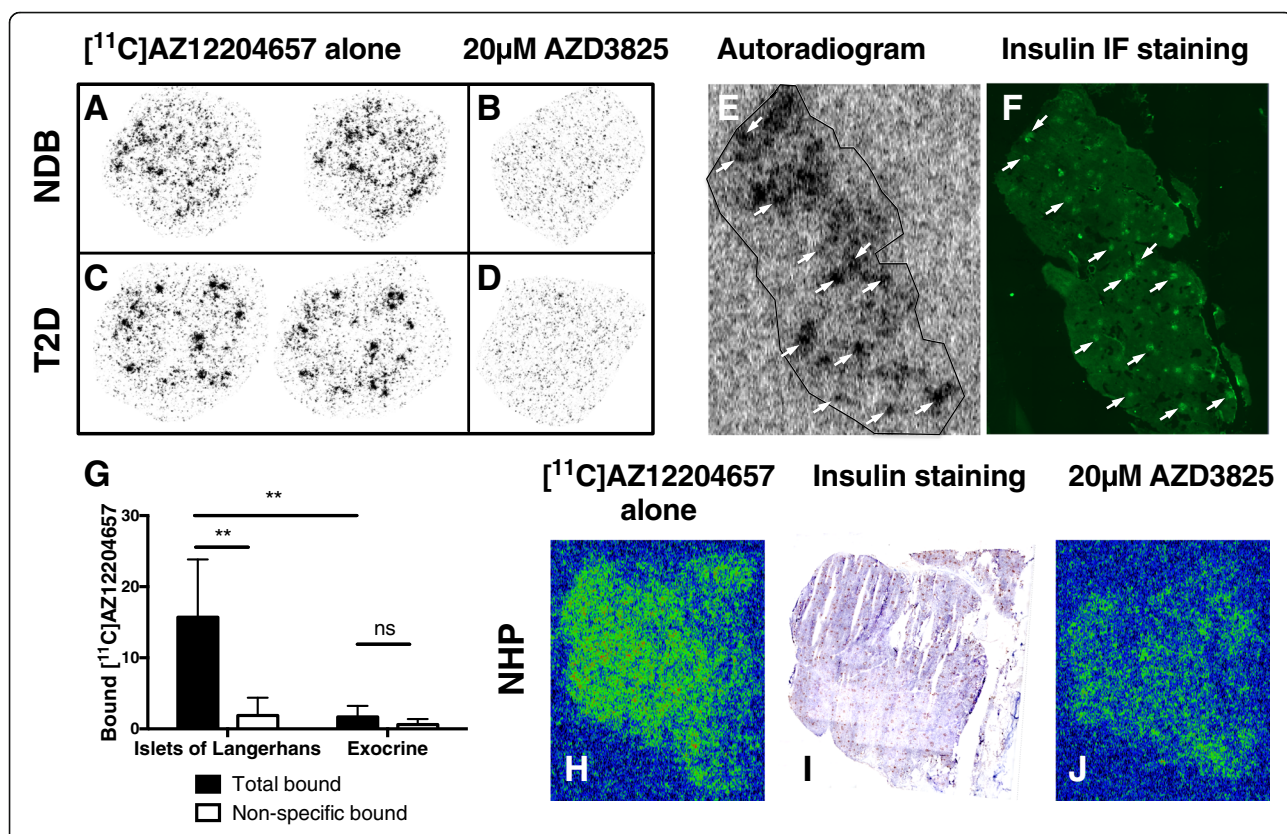 [¹¹C]AZ12204657 alone 20µM AZD3825 Autoradiogram Insulin IF staining
A B E F
NDB
C D
T2D
G
[¹¹C]AZ12204657 alone Insulin staining 20µM AZD3825
Bound [¹¹C]AZ12204657
30
20
10
0
**
**
ns
Islets of Langerhans Exocrine
Total bound
Non-specific bound
NHP
H I J